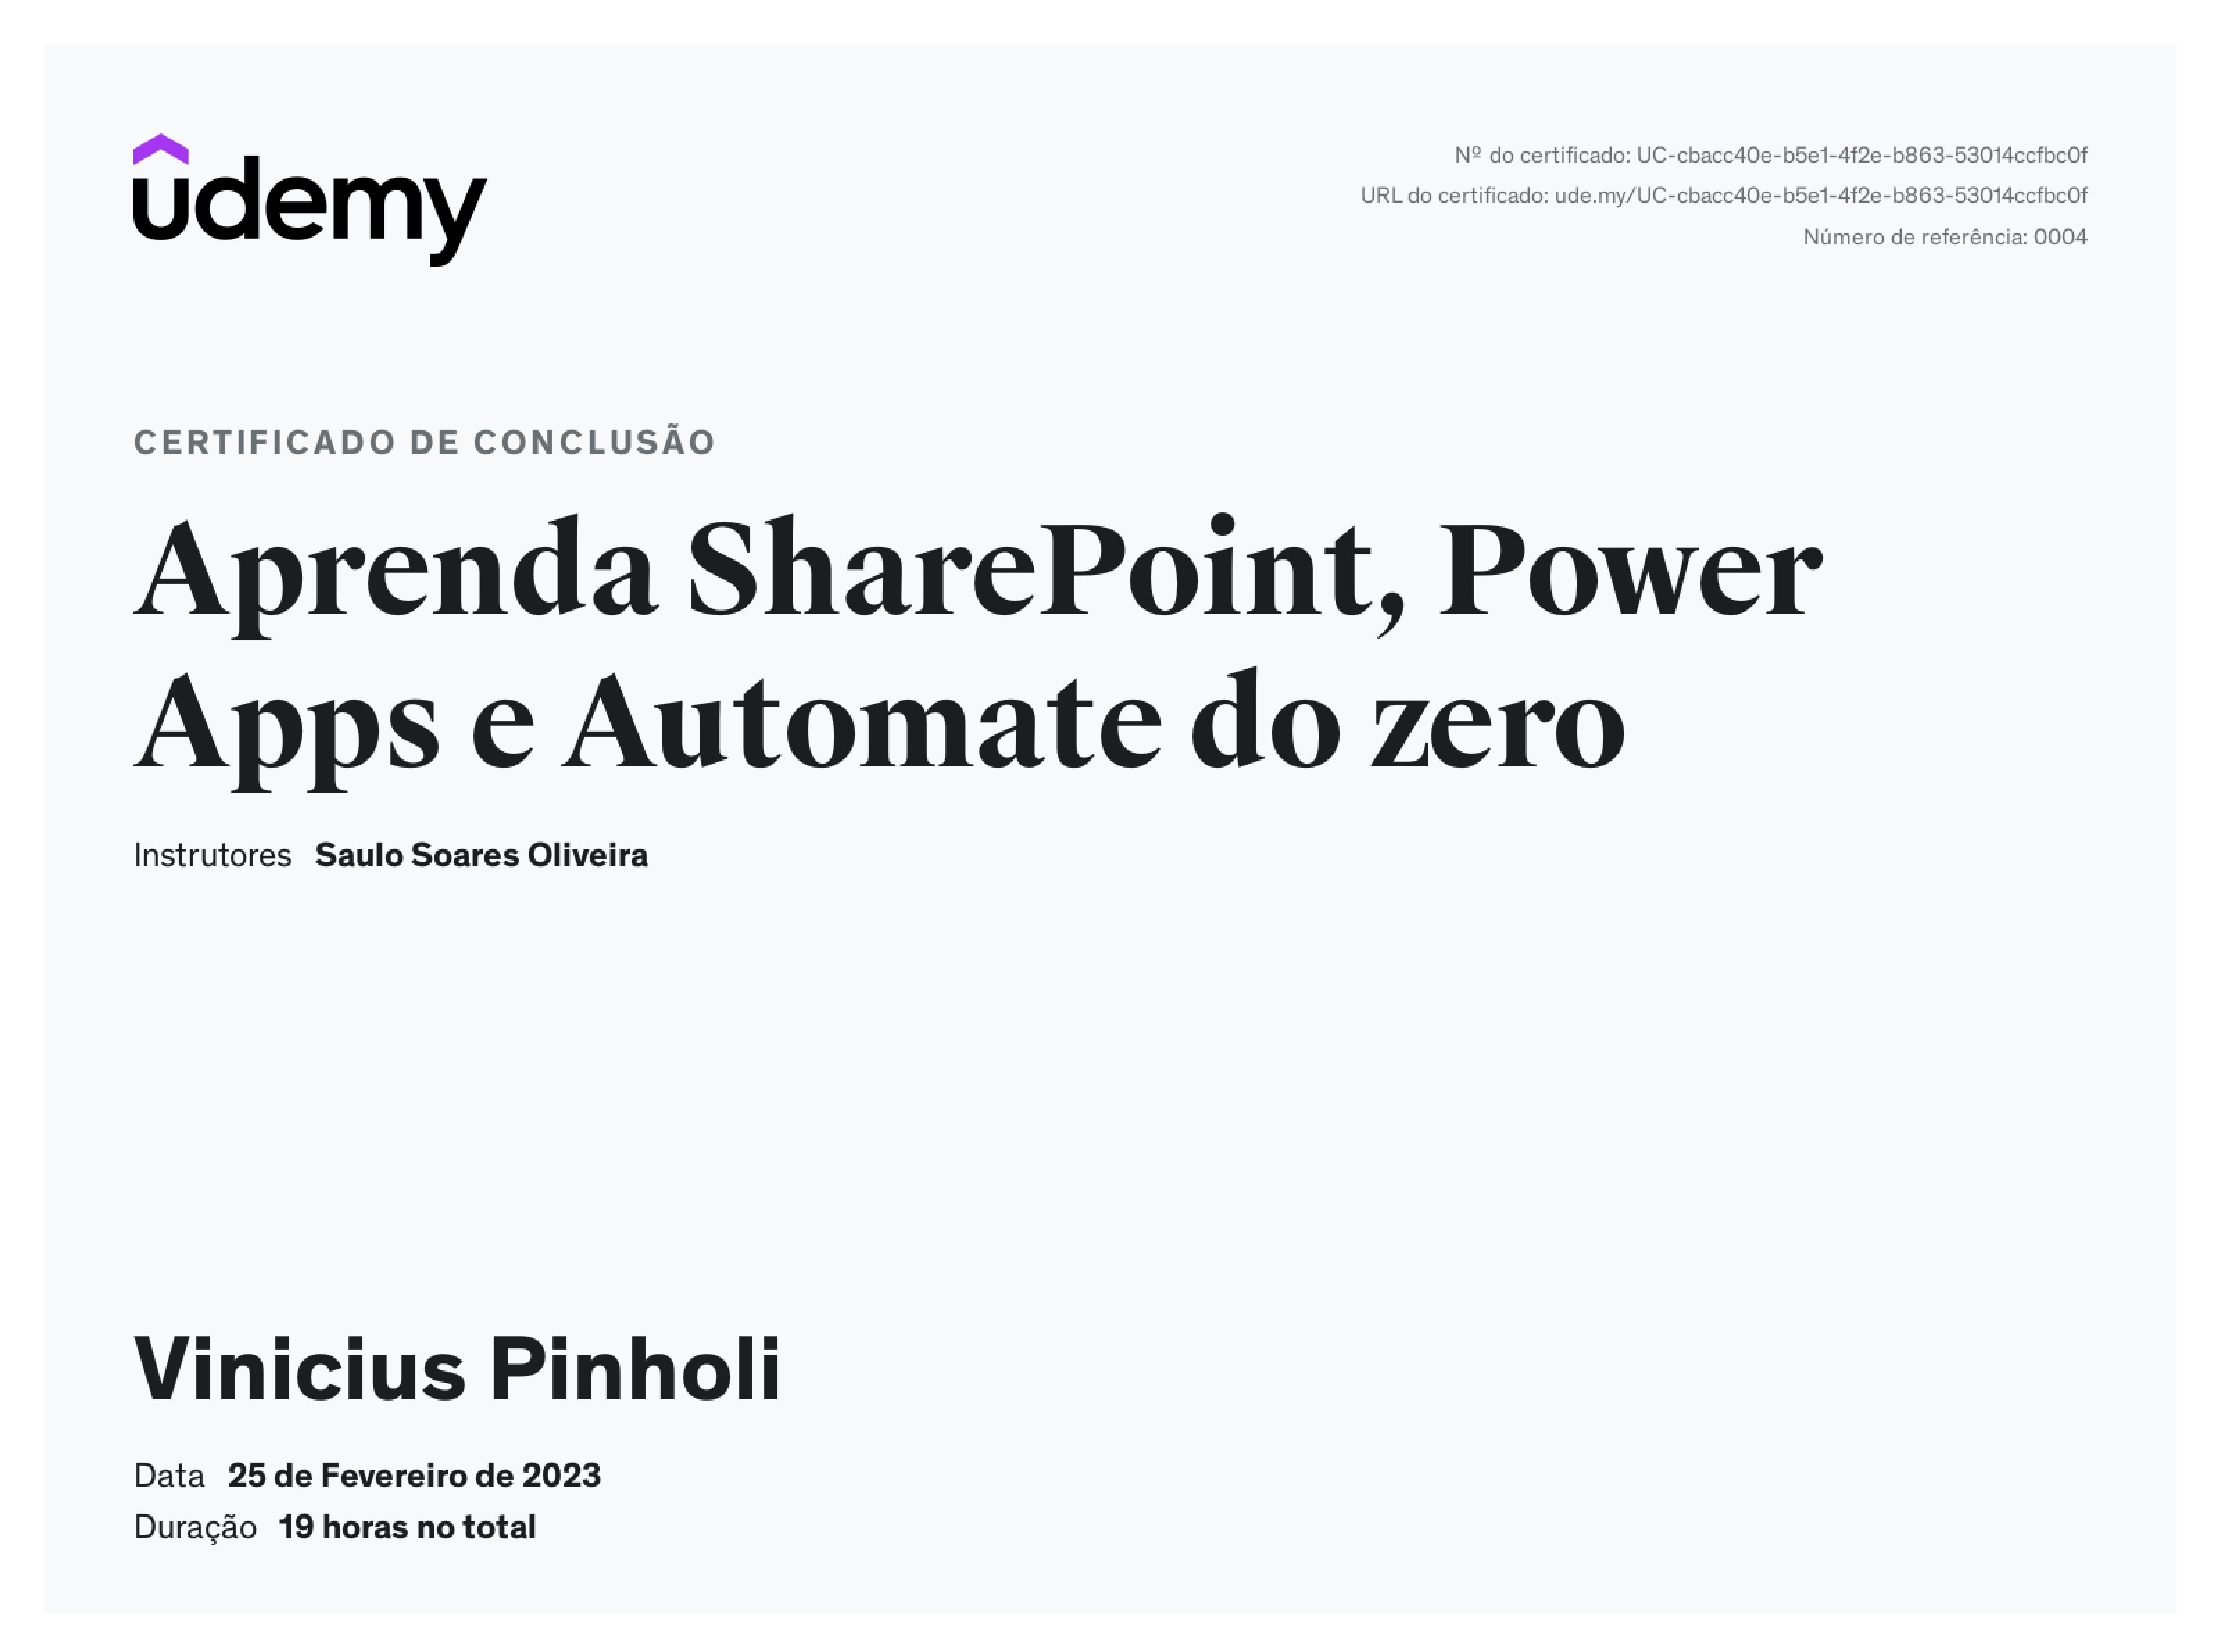 udemy
Nº do certificado: UC-cbacc40e-b5e1-4f2e-b863-53014ccfbc0f
URL do certificado: ude.my/UC-cbacc40e-b5e1-4f2e-b863-53014ccfbc0f
Número de referência: 0004
CERTIFICADO DE CONCLUSÃO
Aprenda SharePoint, Power
Apps e Automate do zero
Instrutores Saulo Soares Oliveira
Vinicius Pinholi
Data 25 de Fevereiro de 2023
Duração 19 horas no total